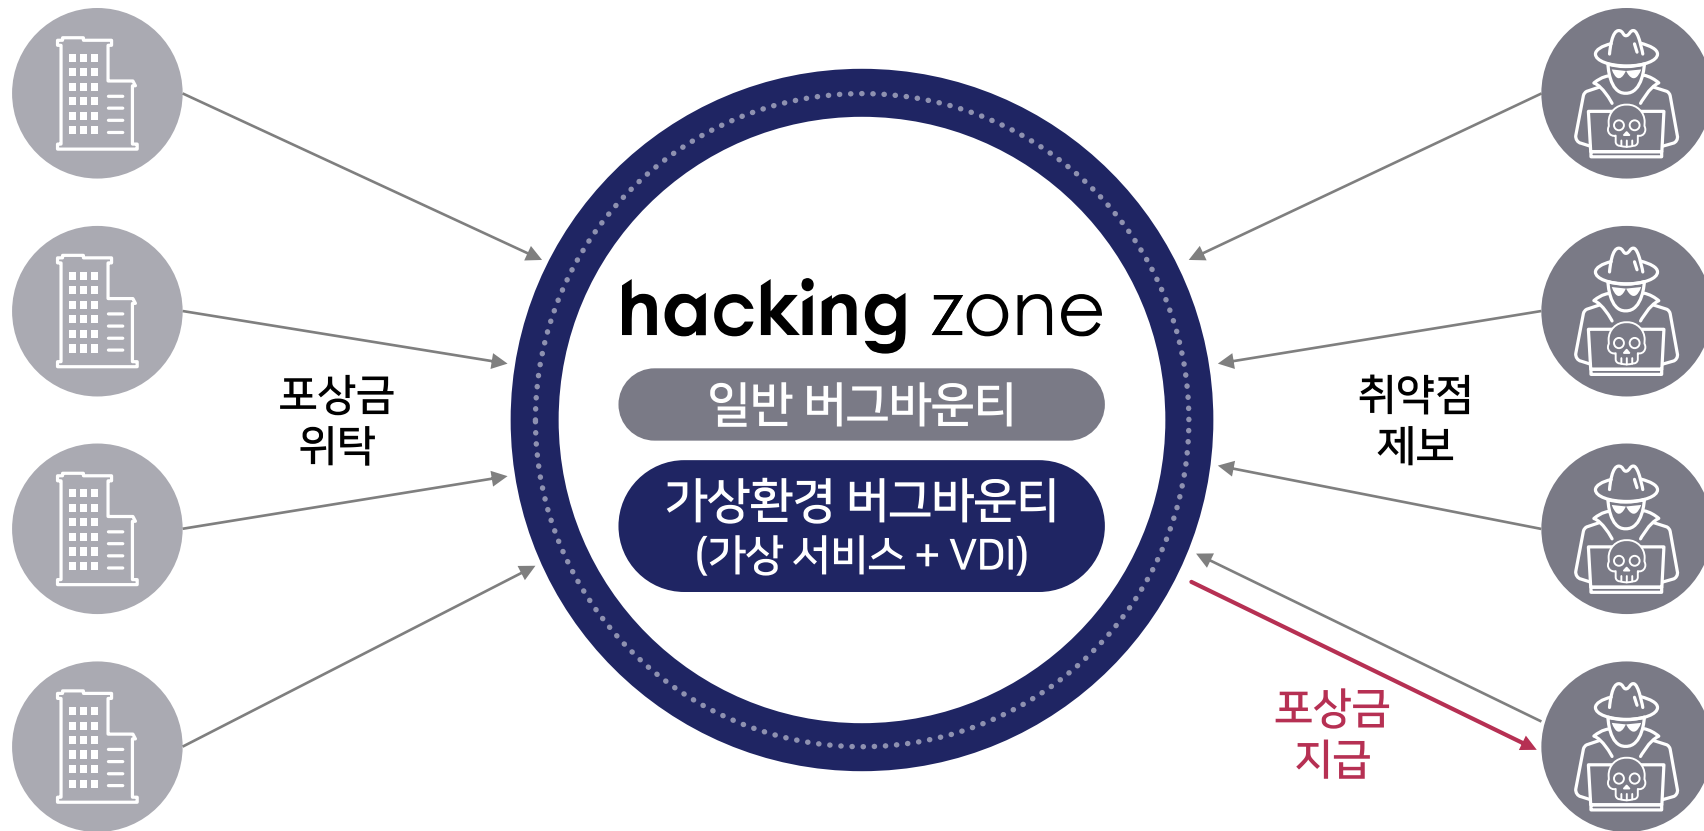 hacking zone
일반 버그바운티
가상환경 버그바운티
(가상 서비스 + VDI)
포상금
위탁
취약점
제보
포상금
지급